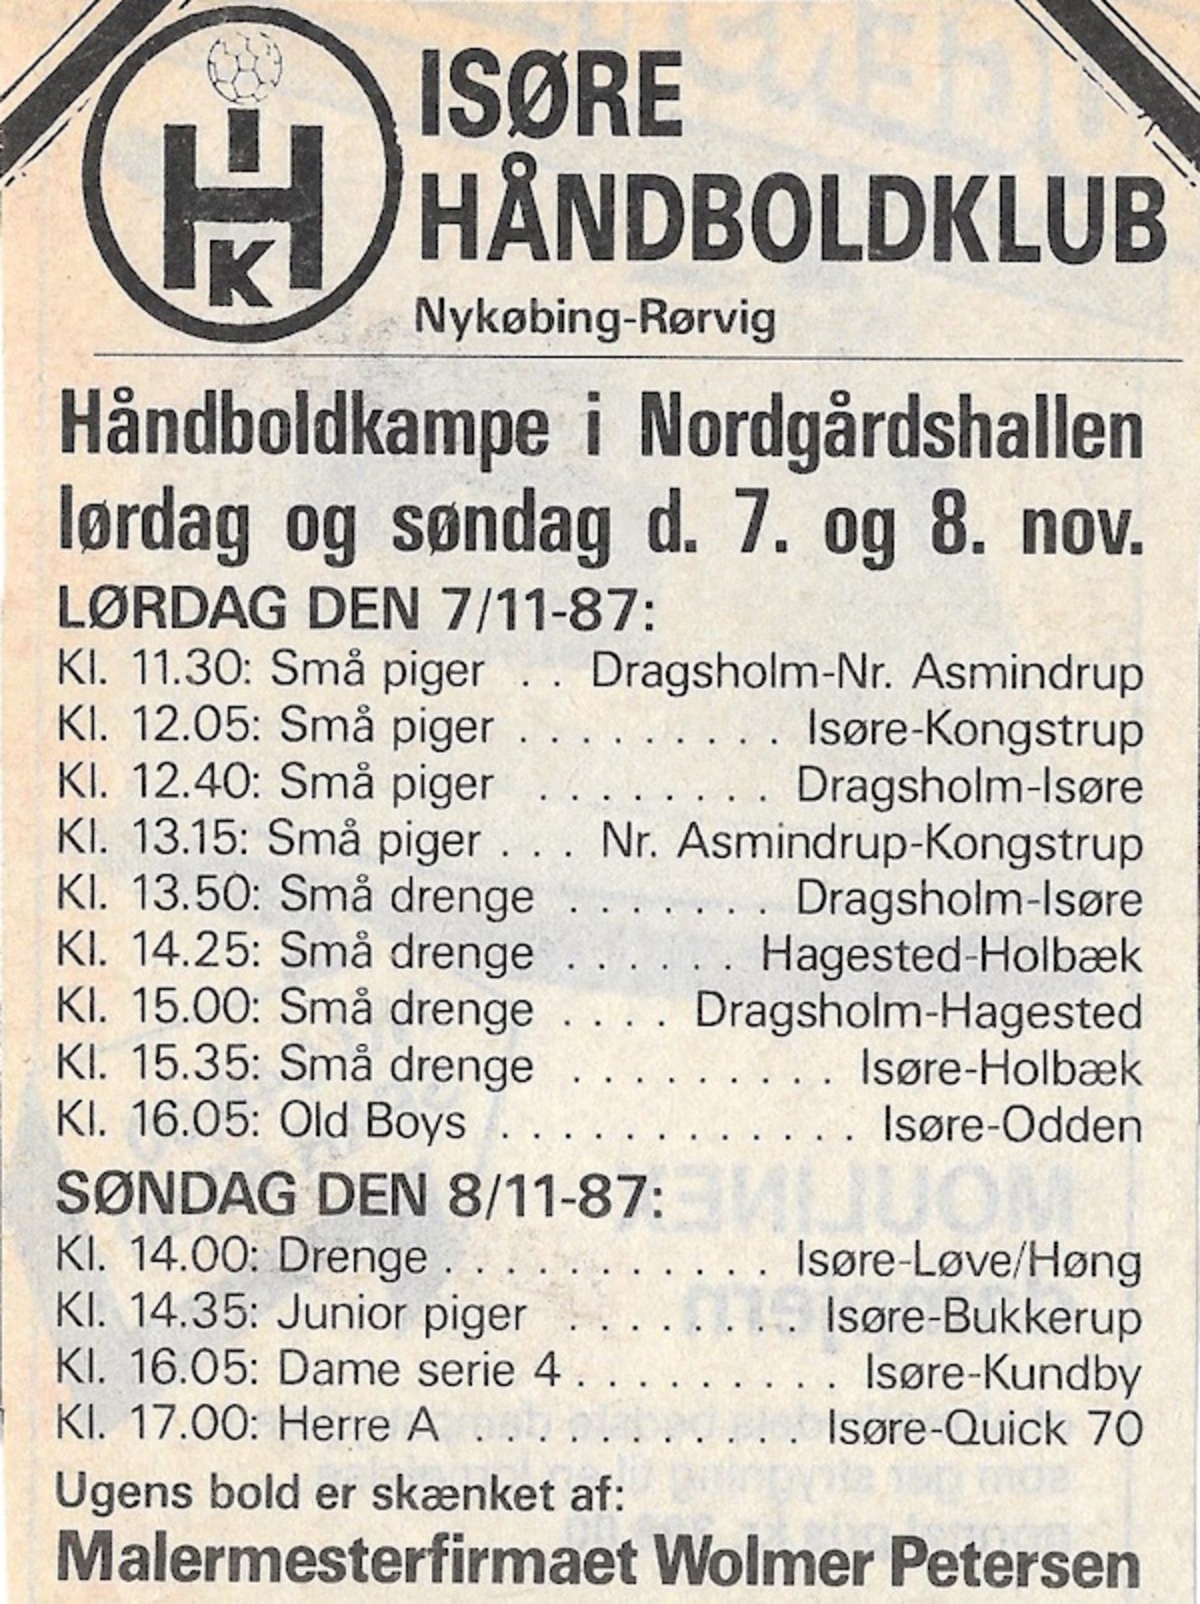 IHK
ISØRE
HÅNDBOLDKLUB
Nykøbing-Rørvig
Håndboldkampe i Nordgårdshallen
lørdag og søndag d. 7. og 8. nov.
LØRDAG DEN 7/11-87:
Kl. 11.30: Små piger . . Dragsholm-Nr. Asmindrup
Kl. 12.05: Små piger . . . . . . . . . Isøre-Kongstrup
Kl. 12.40: Små piger . . . . . . . . Dragsholm-Isøre
Kl. 13.15: Små piger . . . Nr. Asmindrup-Kongstrup
Kl. 13.50: Små drenge . . . . . . . Dragsholm-Isøre
Kl. 14.25: Små drenge . . . . . . Hagested-Holbæk
Kl. 15.00: Små drenge . . . . Dragsholm-Hagested
Kl. 15.35: Små drenge . . . . . . . . . Isøre-Holbæk
Kl. 16.05: Old Boys . . . . . . . . . . . . Isøre-Odden
SØNDAG DEN 8/11-87:
Kl. 14.00: Drenge . . . . . . . . . . . Isøre-Løve/Høng
Kl. 14.35: Junior piger . . . . . . . . Isøre-Bukkerup
Kl. 16.05: Dame serie 4 . . . . . . . . . Isøre-Kundby
Kl. 17.00: Herre A . . . . . . . . . . . Isøre-Quick 70
Ugens bold er skænket af:
Malermesterfirmaet Wolmer Petersen